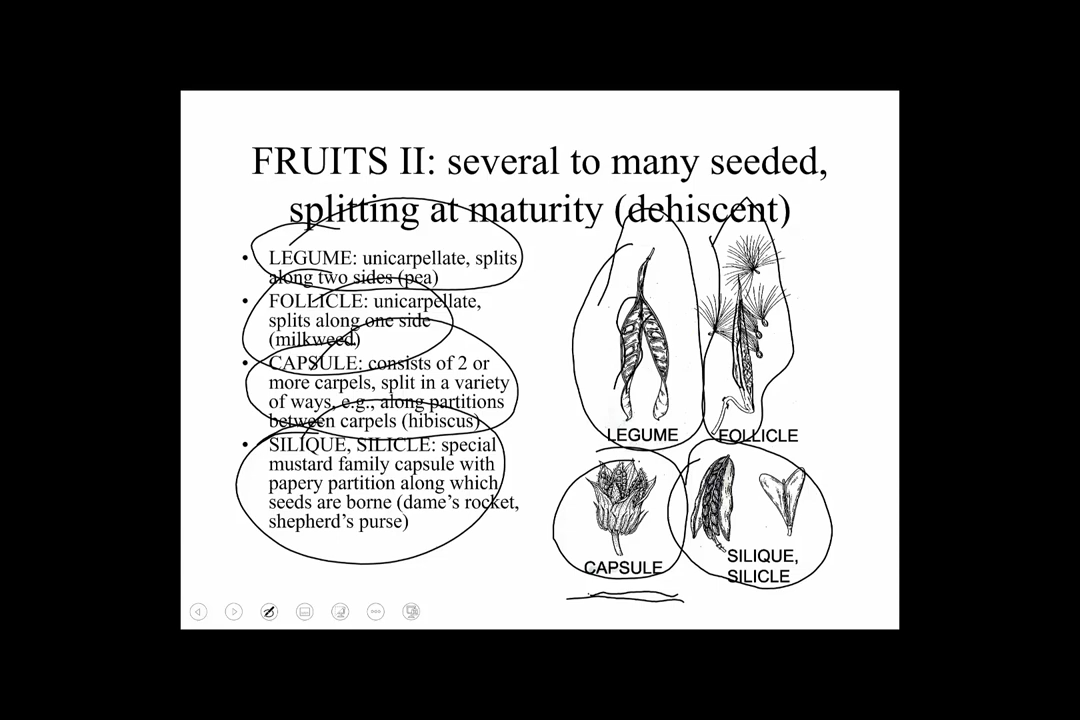 FRUITS II: several to many seeded,
splitting at maturity (dehiscent)
• LEGUME: unicarpellate, splits
along two sides (pea)
• FOLLICLE: unicarpellate,
splits along one side
(milkweed)
• CAPSULE: consists of 2 or
more carpels, split in a variety
of ways, e.g., along partitions
between carpels (hibiscus)
• SILIQUE, SILICLE: special
mustard family capsule with
papery partition along which
seeds are borne (dame’s rocket,
shepherd’s purse)
LEGUME
FOLLICLE
CAPSULE
SILIQUE,
SILICLE